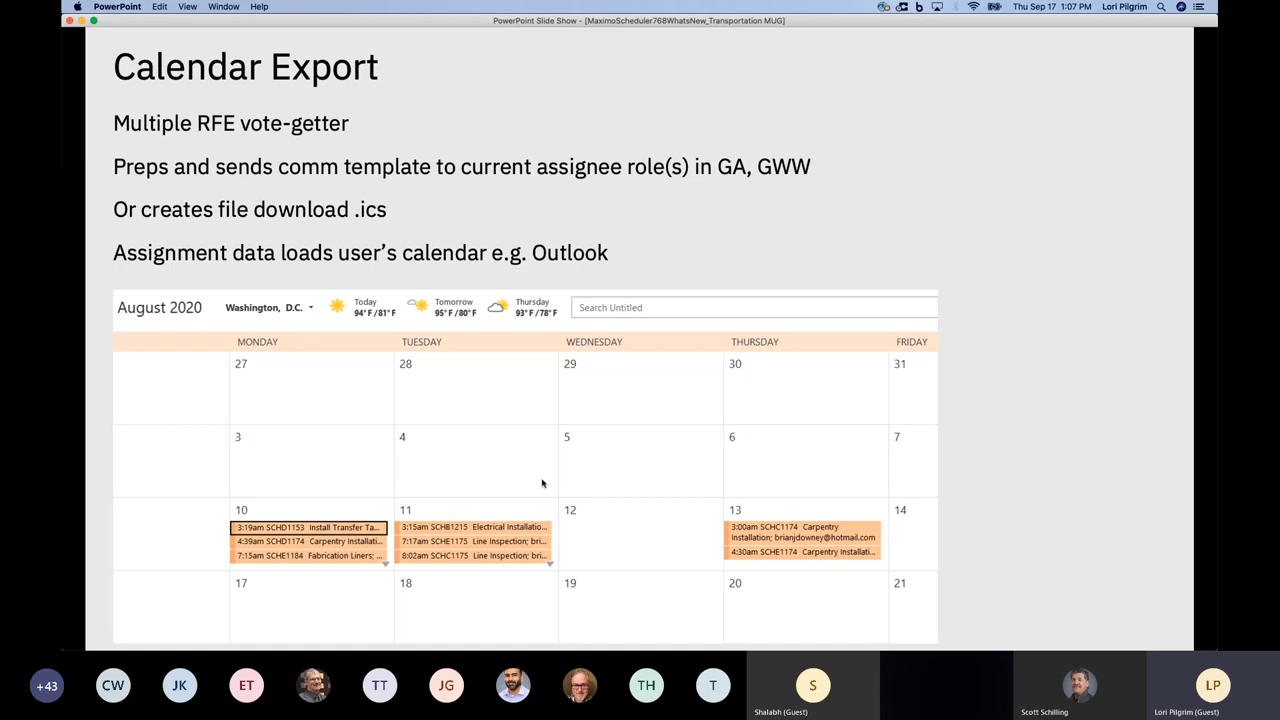 PowerPoint Edit View Window Help Thu Sep 17 1:07 PM Lori Pilgrim
PowerPoint Slide Show - [MaximoScheduler768WhatsNew_Transportation MUG]
Calendar Export
Multiple RFE vote-getter
Preps and sends comm template to current assignee role(s) in GA, GWW
Or creates file download .ics
Assignment data loads user’s calendar e.g. Outlook
August 2020 Washington, D.C. Today 94°F/81°F Tomorrow 95°F/80°F Thursday 93°F/78°F Search Untitled
MONDAY TUESDAY WEDNESDAY THURSDAY FRIDAY
27 28 29 30 31
3 4 5 6 7
10 11 12 13 14
3:19am SCHD1153 Install Transfer Ta...
4:39am SCHD1174 Carpentry Installati...
7:15am SCHE1184 Fabrication Liners; ...
3:15am SCHB1215 Electrical Installatio...
7:17am SCHE1175 Line Inspection; bri...
8:02am SCHC1175 Line Inspection; bri...
3:00am SCHC1174 Carpentry
Installation; brianjdowney@hotmail.com
4:30am SCHE1174 Carpentry Installati...
17 18 19 20 21
+43 CW JK ET TT JG TH T S LP
Shalabh (Guest) Scott Schilling Lori Pilgrim (Guest)